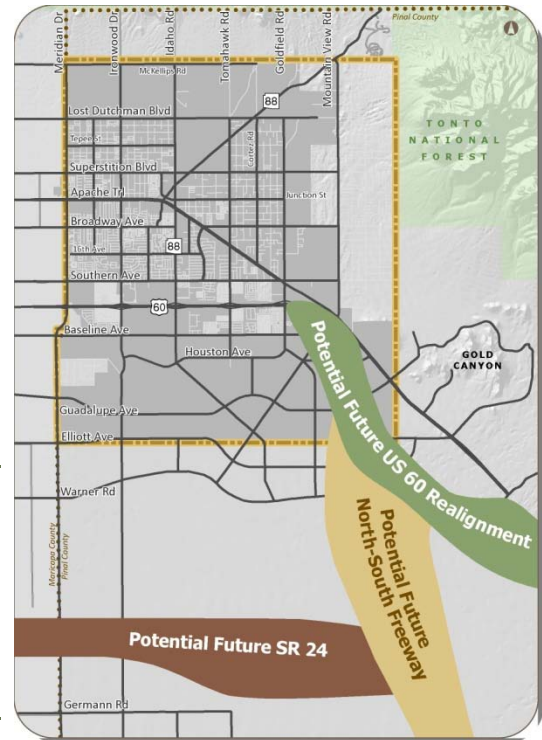 Meridian Dr
Ironwood Dr
Idaho Rd
Tomahawk Rd
Goldfield Rd
Mountain View Rd
Pinal County
McKellips Rd
88
Lost Dutchman Blvd
TONTO
NATIONAL
FOREST
Tepee St
Cortez Rd
Superstition Blvd
Apache Trl
Junction St
Broadway Ave
16th Ave
88
Southern Ave
60
Baseline Ave
Houston Ave
GOLD
CANYON
Guadalupe Ave
Elliott Ave
Warner Rd
Potential Future US 60 Realignment
Potential Future
North-South Freeway
Maricopa County
Pinal County
Potential Future SR 24
Germann Rd